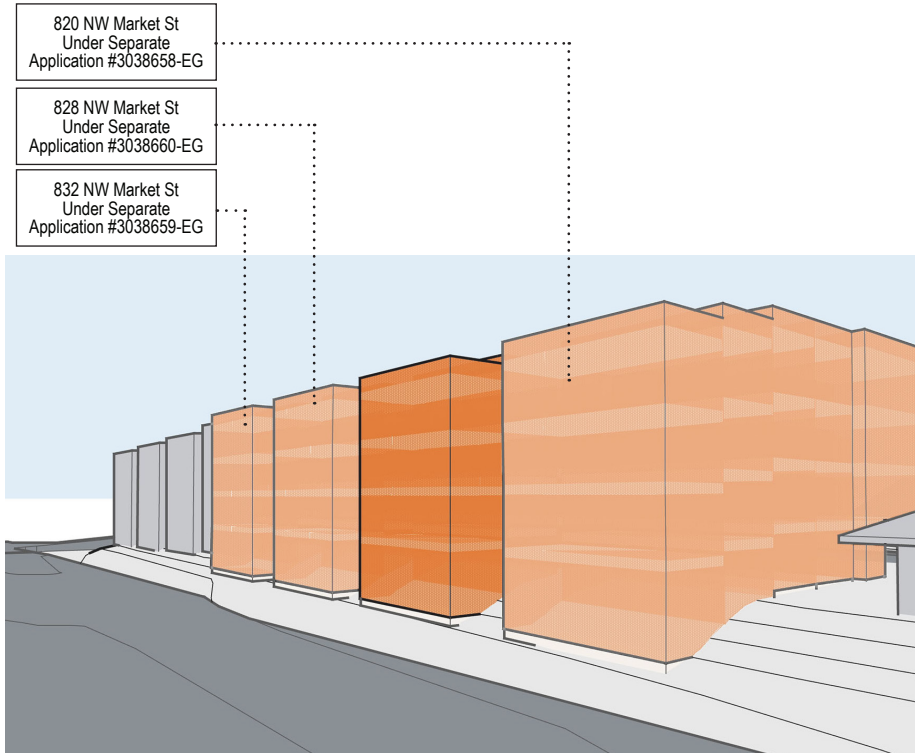 820 NW Market St
Under Separate
Application #3038658-EG
828 NW Market St
Under Separate
Application #3038660-EG
832 NW Market St
Under Separate
Application #3038659-EG